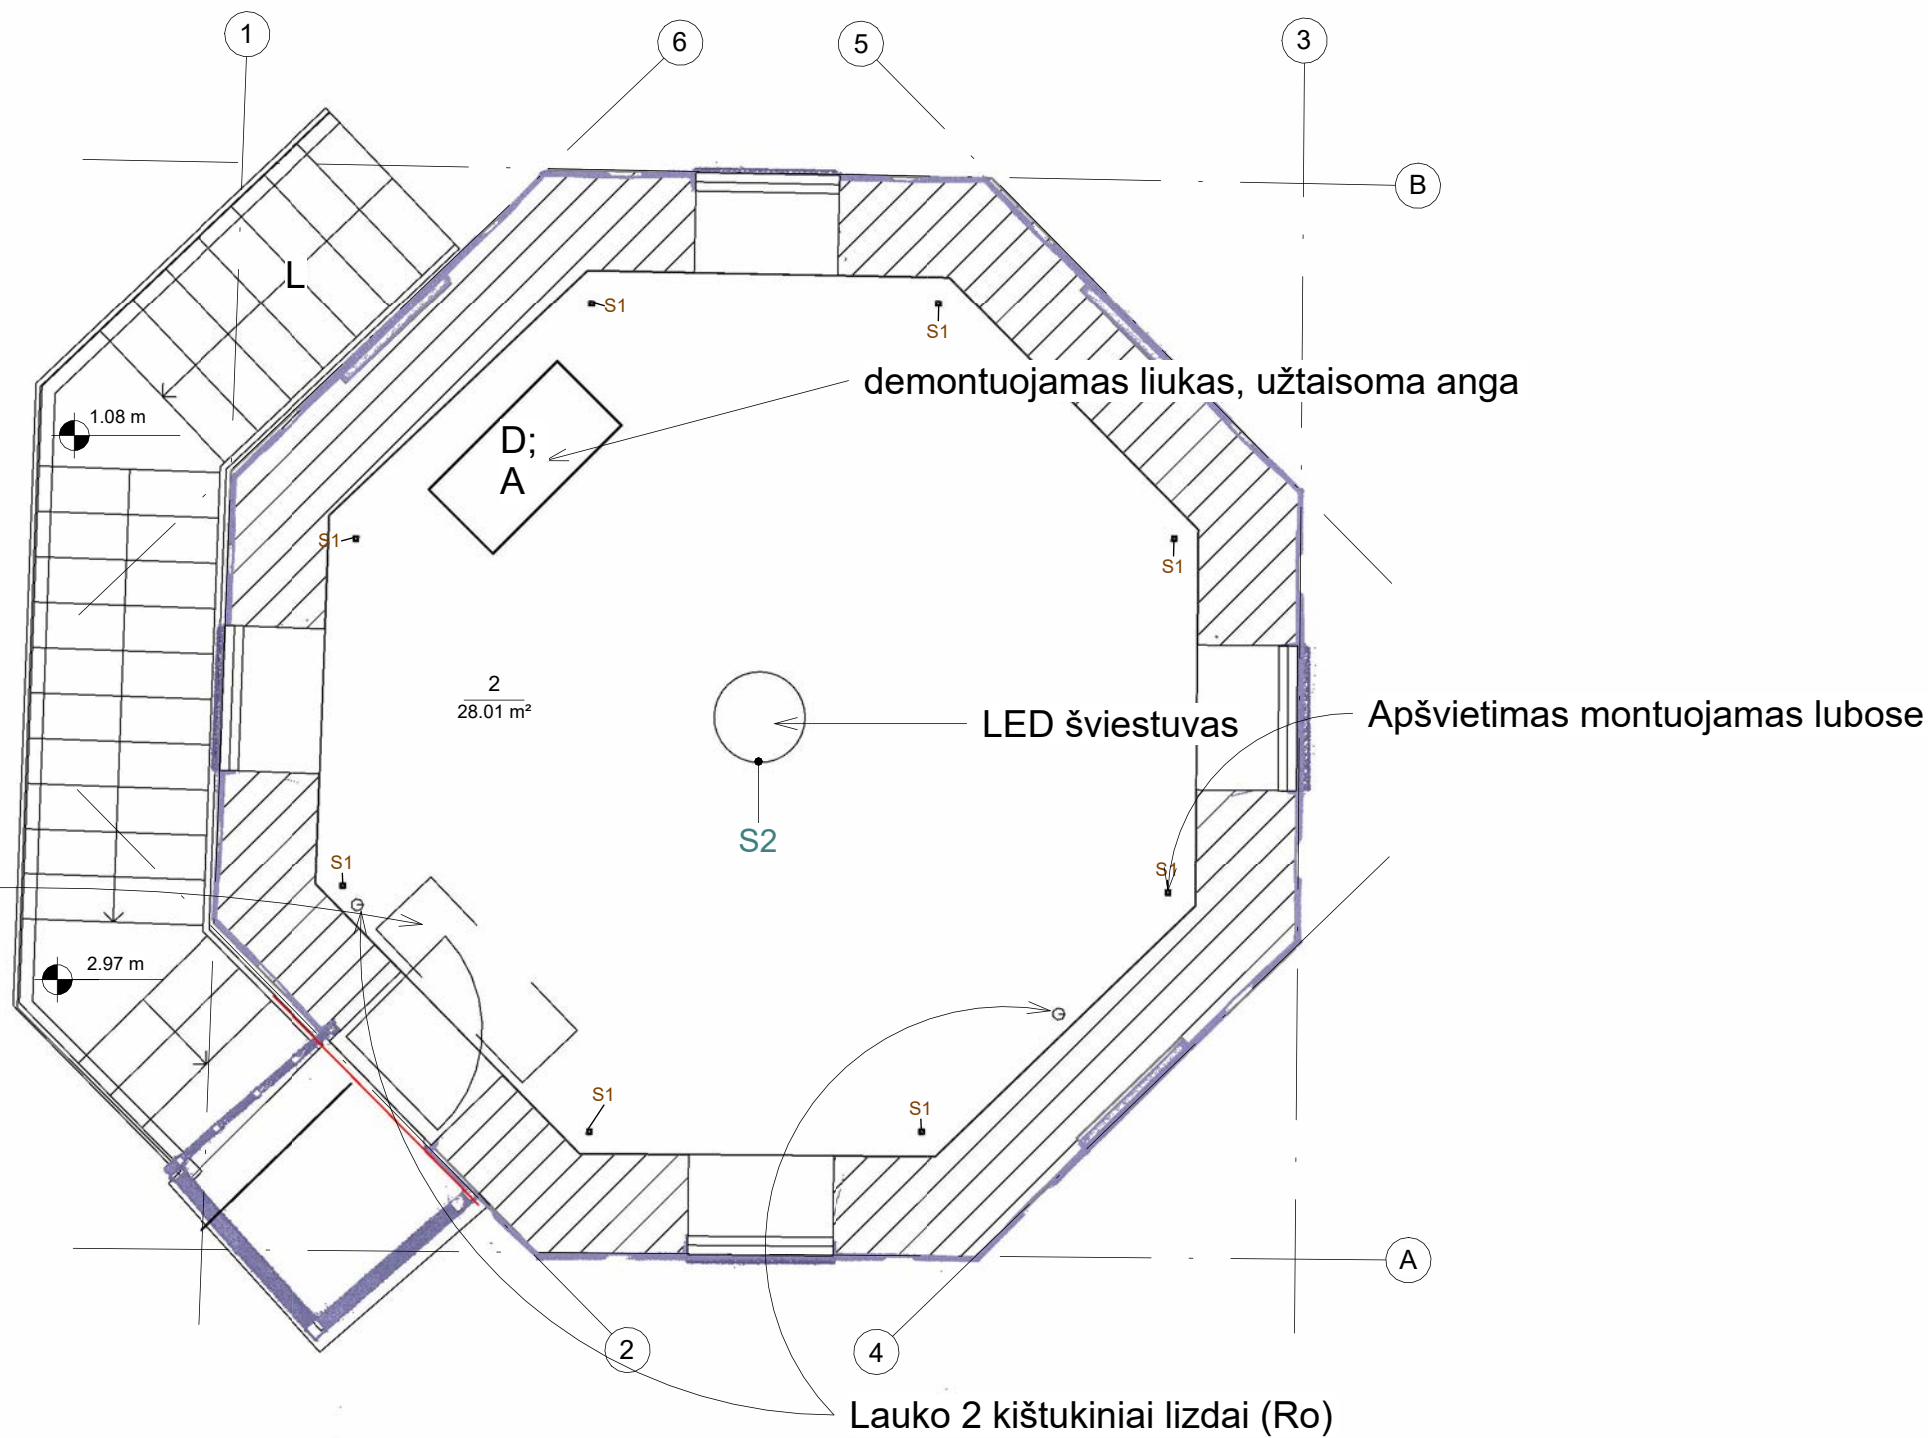 1
6
5
3
B
L
S1
S1
demontuojamas liukas, užtaisoma anga
1.08 m
D;
A
S1
S1
2
28.01 m²
LED šviestuvas
Apšvietimas montuojamas lubose
S2
S1
S1
2.97 m
S1
S1
A
2
4
Lauko 2 kištukiniai lizdai (Ro)